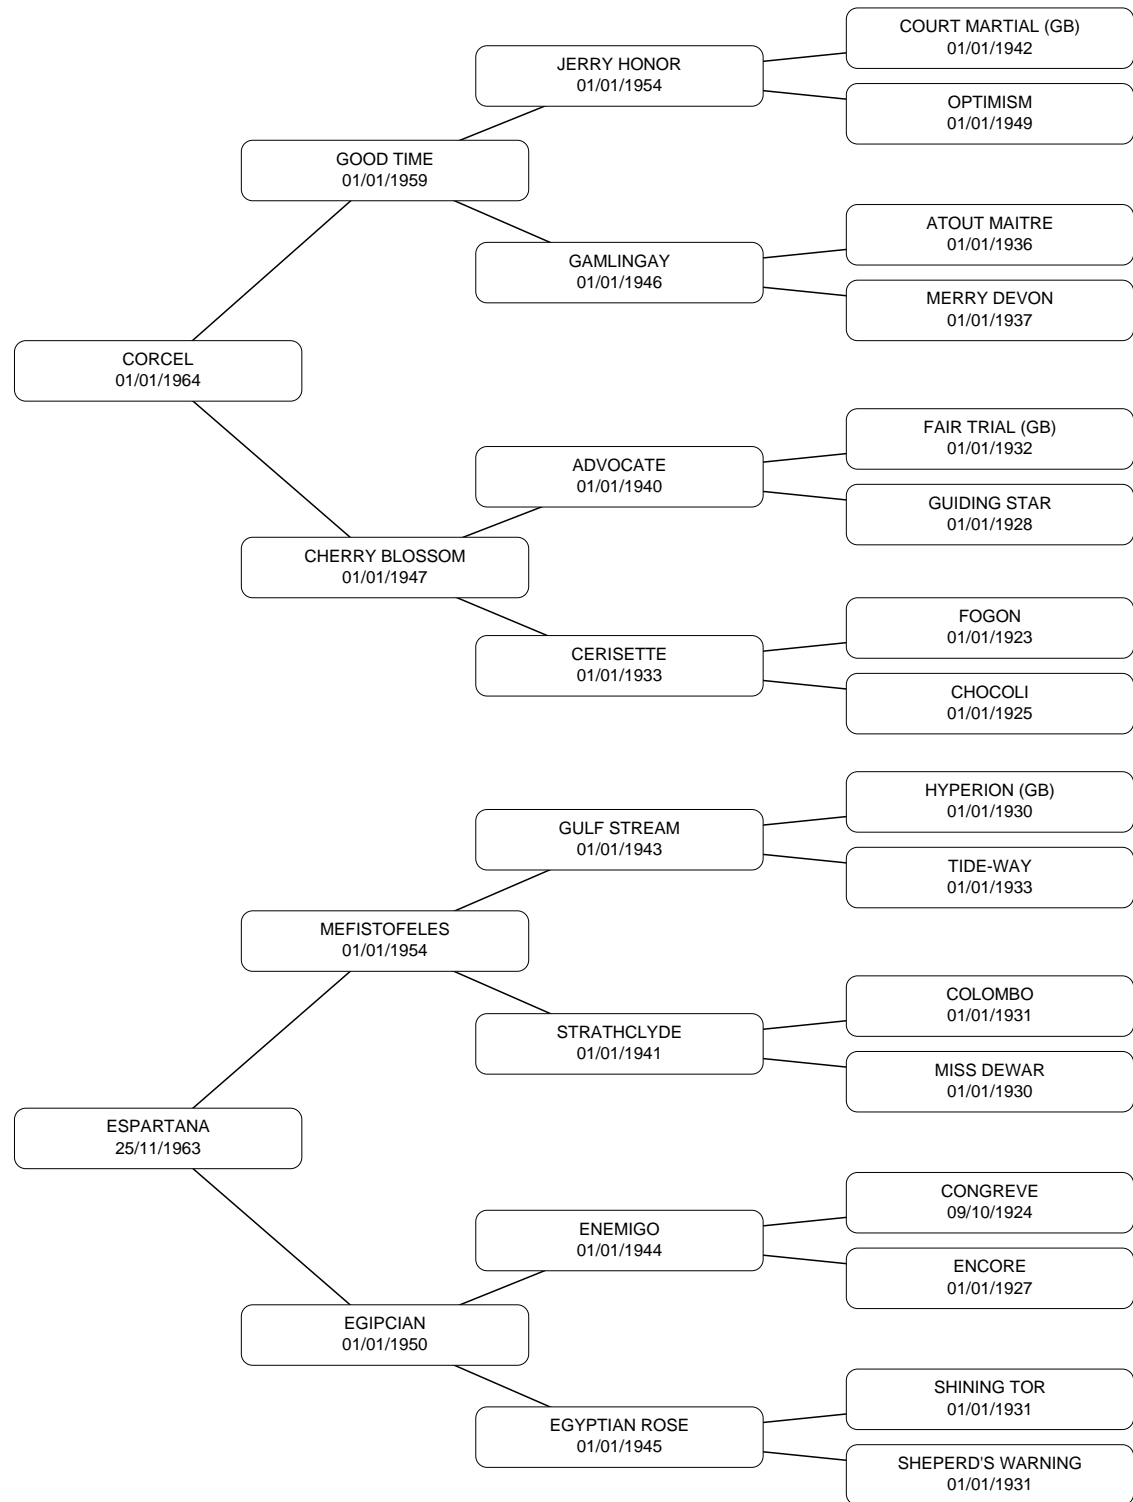 COURT MARTIAL (GB)
01/01/1942
JERRY HONOR
01/01/1954
OPTIMISM
01/01/1949
GOOD TIME
01/01/1959
ATOUT MAITRE
01/01/1936
GAMLINGAY
01/01/1946
MERRY DEVON
01/01/1937
CORCEL
01/01/1964
FAIR TRIAL (GB)
01/01/1932
ADVOCATE
01/01/1940
GUIDING STAR
01/01/1928
CHERRY BLOSSOM
01/01/1947
FOGON
01/01/1923
CERISETTE
01/01/1933
CHOCOLI
01/01/1925
HYPERION (GB)
01/01/1930
GULF STREAM
01/01/1943
TIDE-WAY
01/01/1933
MEFISTOFELES
01/01/1954
COLOMBO
01/01/1931
STRATHCLYDE
01/01/1941
MISS DEWAR
01/01/1930
ESPARTANA
25/11/1963
CONGREVE
09/10/1924
ENEMIGO
01/01/1944
ENCORE
01/01/1927
EGIPCIAN
01/01/1950
SHINING TOR
01/01/1931
EGYPTIAN ROSE
01/01/1945
SHEPERD'S WARNING
01/01/1931